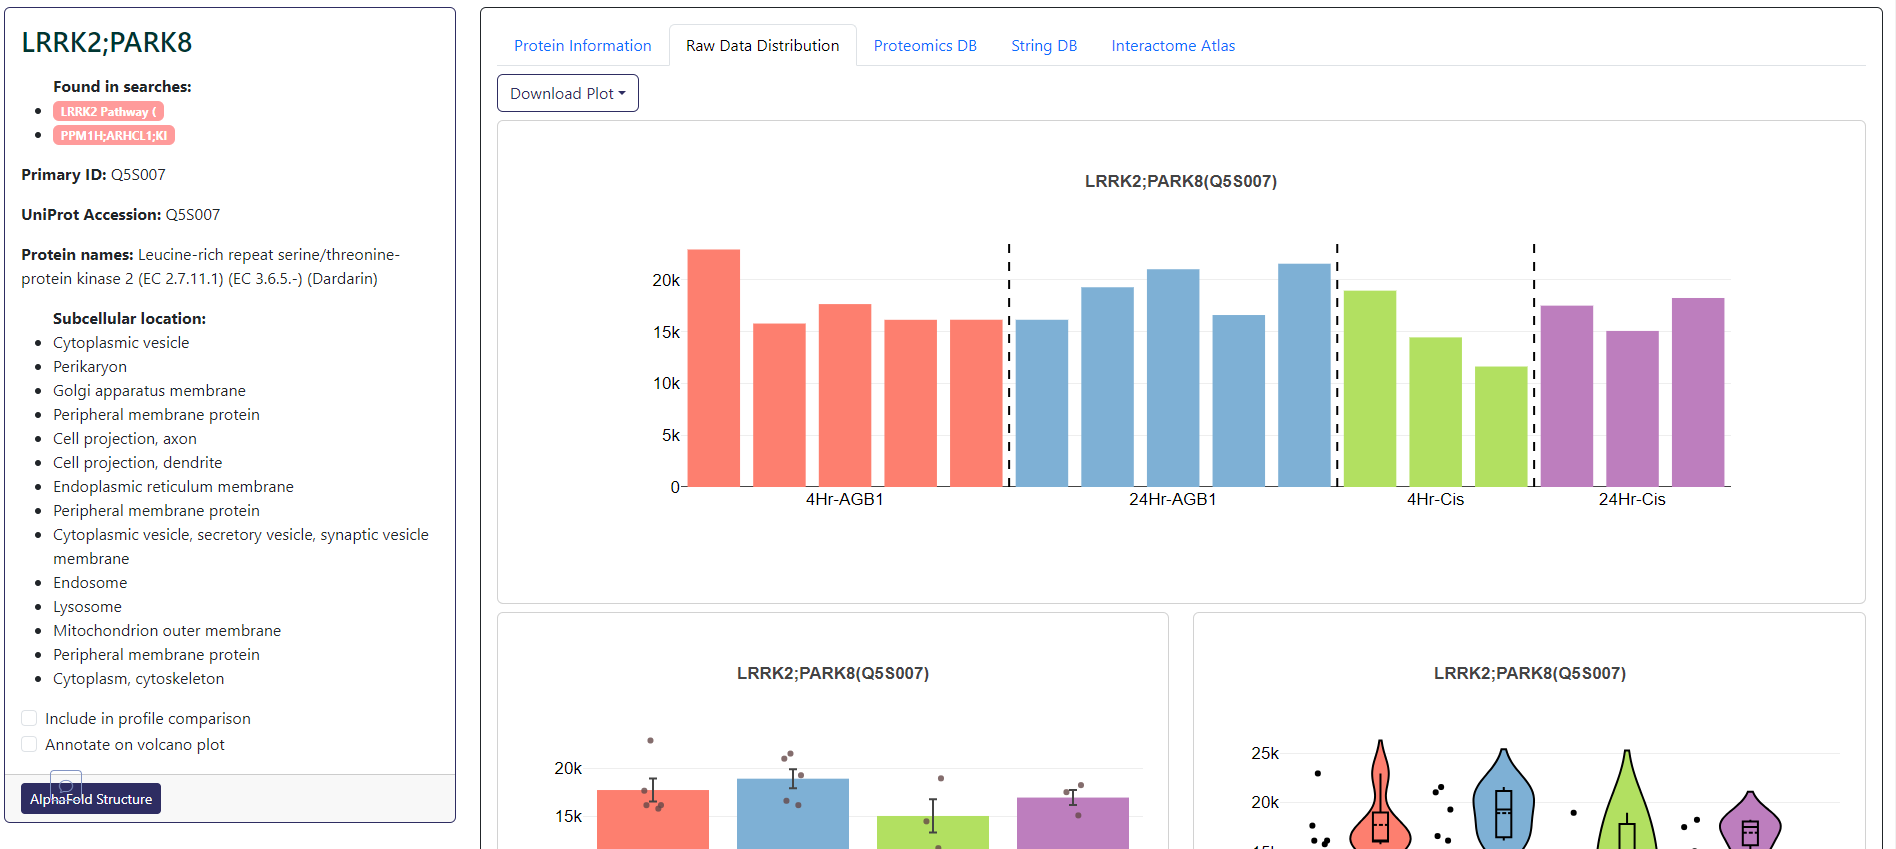 LRRK2;PARK8
Found in searches:
LRRK2 Pathway (
PPM1H;ARHCL1;KI
Primary ID: Q5S007
UniProt Accession: Q5S007
Protein names: Leucine-rich repeat serine/threonine-
protein kinase 2 (EC 2.7.11.1) (EC 3.6.5.-) (Dardarin)
Subcellular location:
Cytoplasmic vesicle
Perikaryon
Golgi apparatus membrane
Peripheral membrane protein
Cell projection, axon
Cell projection, dendrite
Endoplasmic reticulum membrane
Peripheral membrane protein
Cytoplasmic vesicle, secretory vesicle, synaptic vesicle
membrane
Endosome
Lysosome
Mitochondrion outer membrane
Peripheral membrane protein
Cytoplasm, cytoskeleton
Include in profile comparison
Annotate on volcano plot
AlphaFold Structure
Protein Information Raw Data Distribution Proteomics DB String DB Interactome Atlas
Download Plot
LRRK2;PARK8(Q5S007)
20k
15k
10k
5k
0
4Hr-AGB1 24Hr-AGB1 4Hr-Cis 24Hr-Cis
LRRK2;PARK8(Q5S007)
20k
15k
LRRK2;PARK8(Q5S007)
25k
20k
15k